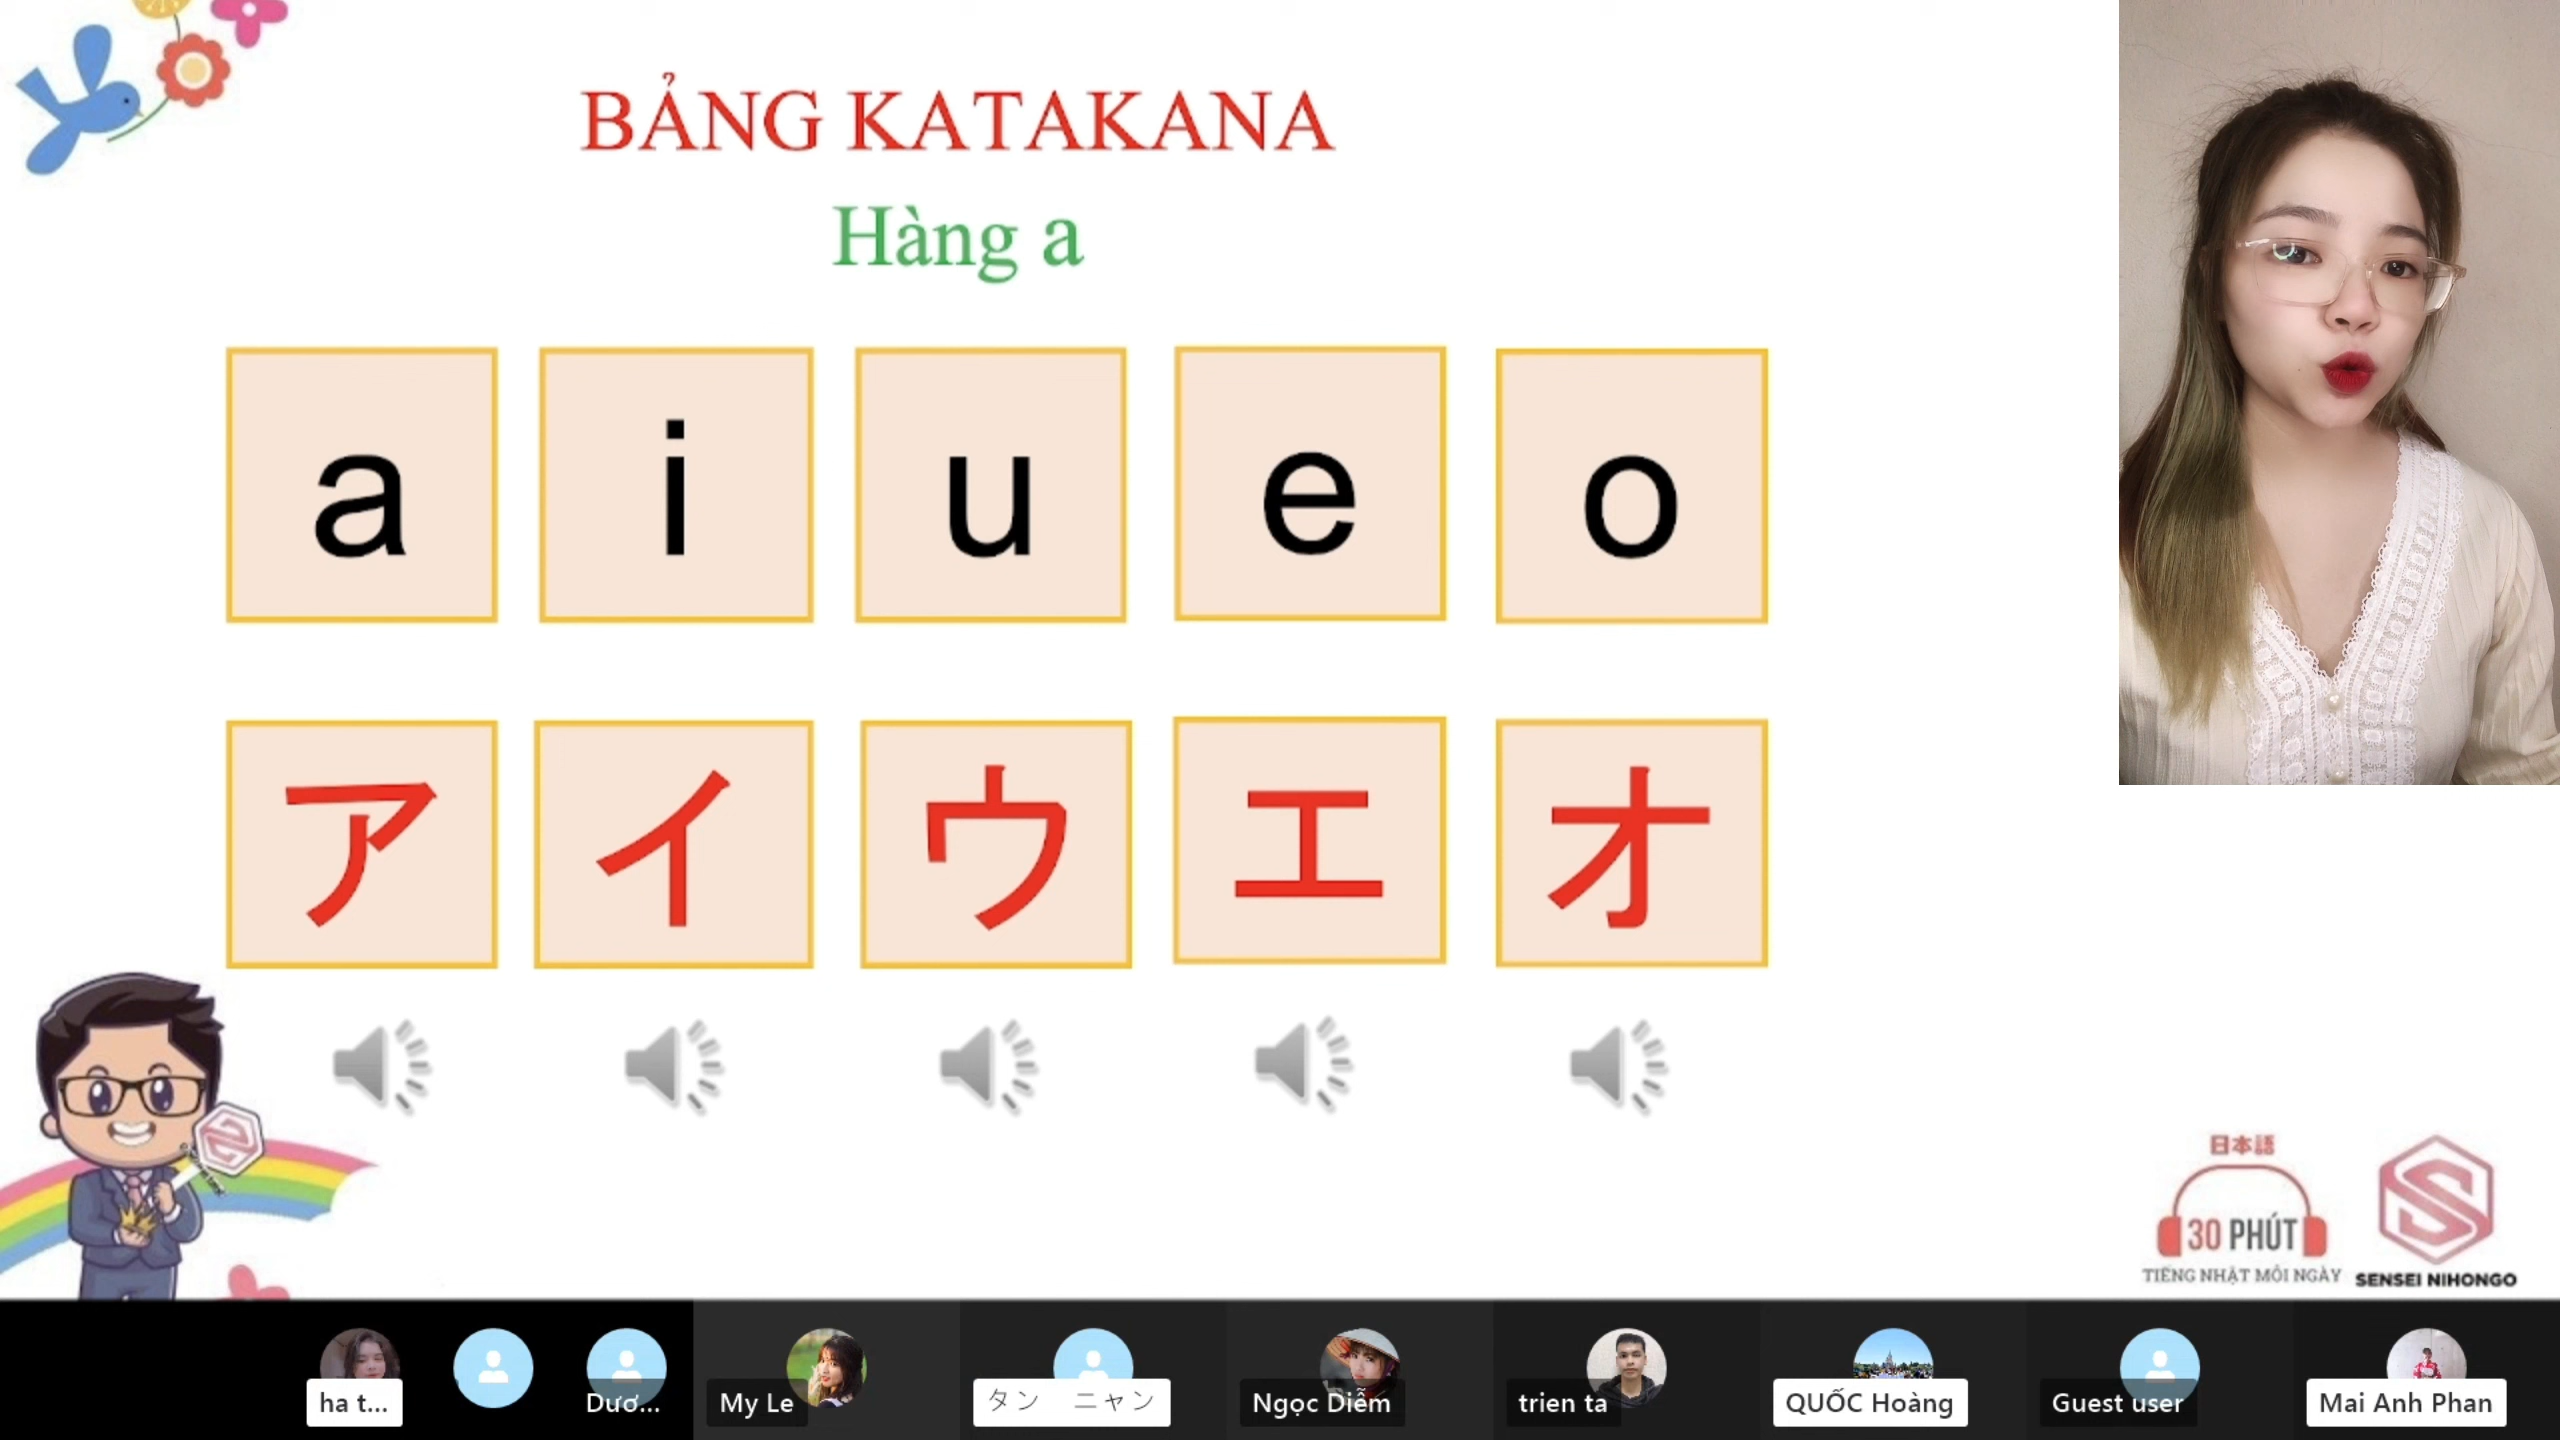 BẢNG KATAKANA
Hàng a
a i u e o
ア イ ウ エ オ
日本語
30 PHÚT
TIẾNG NHẬT MỖI NGÀY
SENSEI NIHONGO
ha t...
Dươ...
My Le
タン ニャン
Ngọc Diễm
trien ta
QUỐC Hoàng
Guest user
Mai Anh Phan